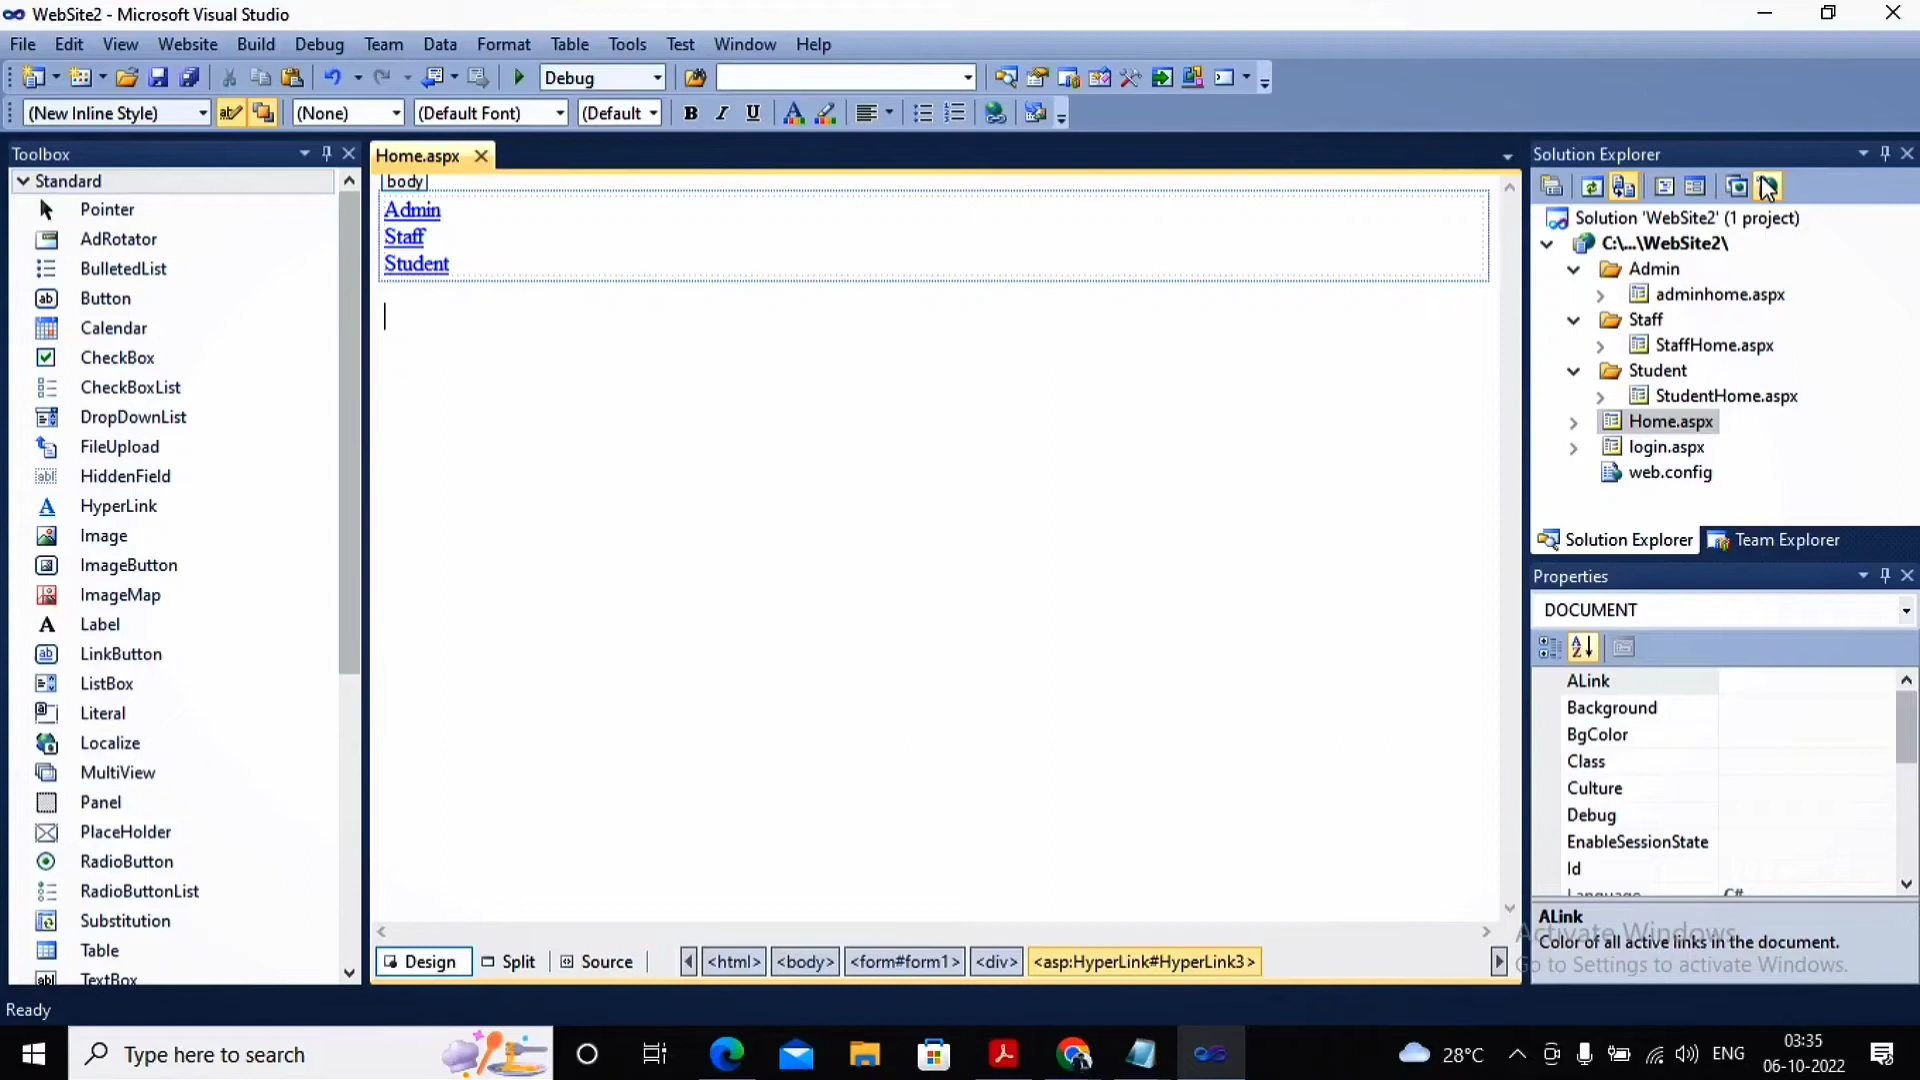 WebSite2 - Microsoft Visual Studio
File Edit View Website Build Debug Team Data Format Table Tools Test Window Help
Debug
(New Inline Style) (None) (Default Font) (Default B I U
Toolbox
Standard
Pointer
AdRotator
BulletedList
Button
Calendar
CheckBox
CheckBoxList
DropDownList
FileUpload
HiddenField
HyperLink
Image
ImageButton
ImageMap
Label
LinkButton
ListBox
Literal
Localize
MultiView
Panel
PlaceHolder
RadioButton
RadioButtonList
Substitution
Table
TextBox
Home.aspx
body
Admin
Staff
Student
Design Split Source <html> <body> <form#form1> <div> <asp:HyperLink#HyperLink3>
Solution Explorer
Solution 'WebSite2' (1 project)
C:\...\WebSite2\
Admin
adminhome.aspx
Staff
StaffHome.aspx
Student
StudentHome.aspx
Home.aspx
login.aspx
web.config
Solution Explorer Team Explorer
Properties
DOCUMENT
ALink
Background
BgColor
Class
Culture
Debug
EnableSessionState
Id
Language C#
ALink
Color of all active links in the document.
Activate Windows
Go to Settings to activate Windows.
Ready
Type here to search
28°C ENG
03:35
06-10-2022